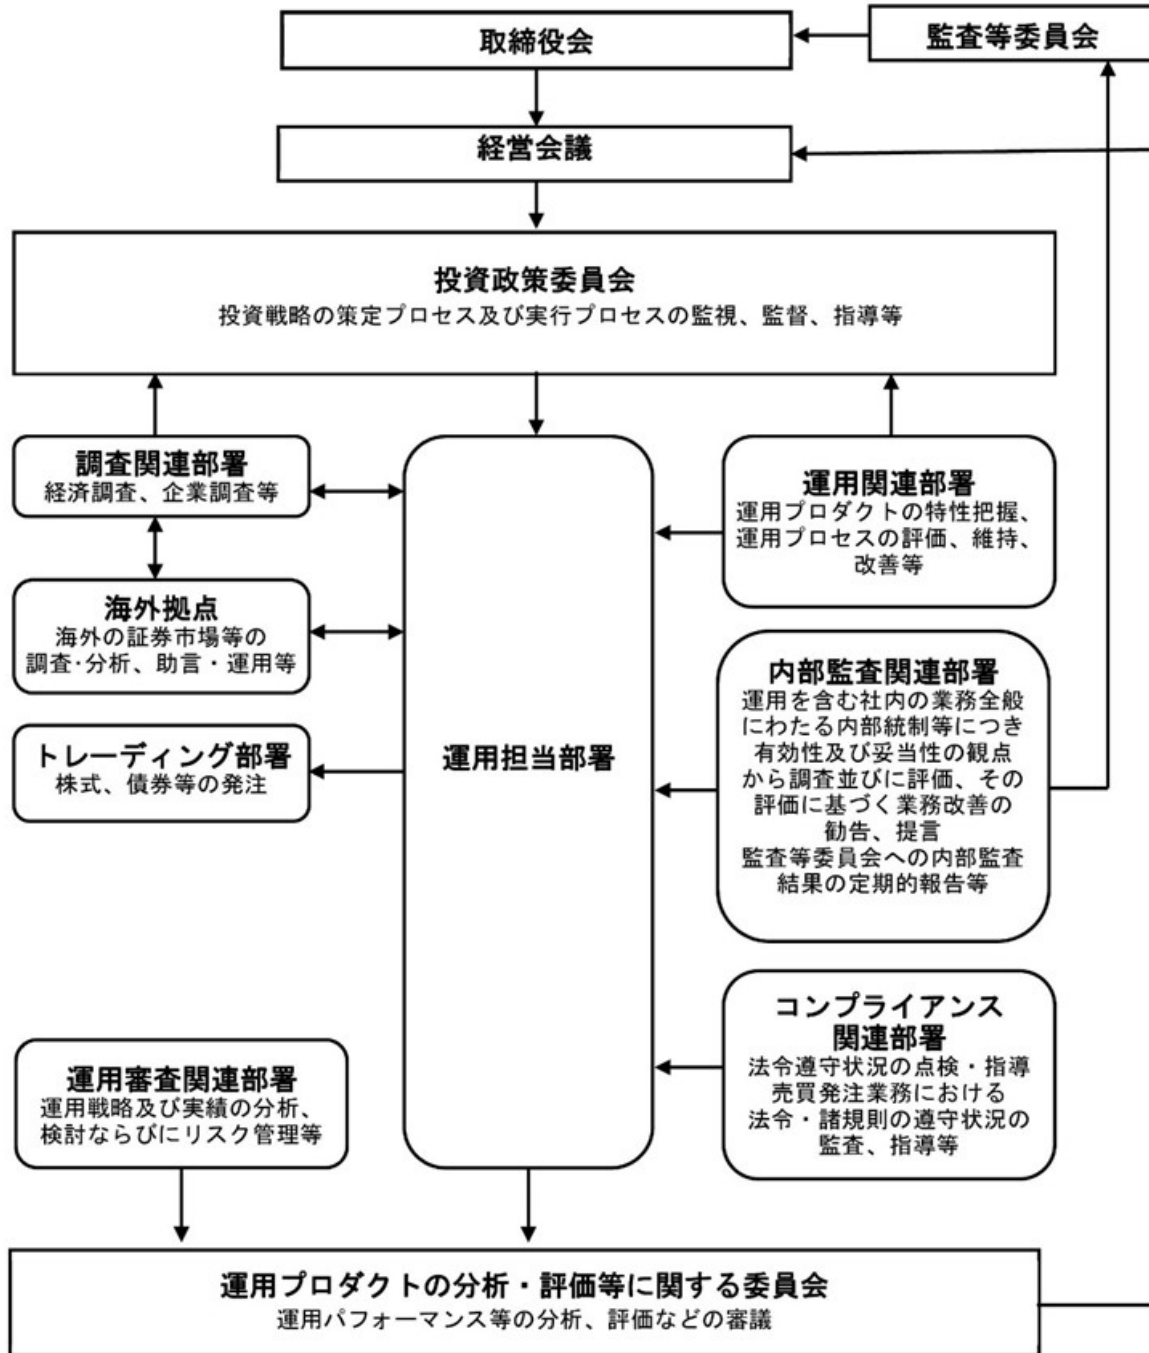 取締役会
監査等委員会
経営会議
投資政策委員会
投資戦略の策定プロセス及び実行プロセスの監視、監督、指導等
調査関連部署
経済調査、企業調査等
海外拠点
海外の証券市場等の
調査・分析、助言・運用等
トレーディング部署
株式、債券等の発注
運用担当部署
運用関連部署
運用プロダクトの特性把握、
運用プロセスの評価、維持、
改善等
内部監査関連部署
運用を含む社内の業務全般
にわたる内部統制等につき
有効性及び妥当性の観点
から調査並びに評価、その
評価に基づく業務改善の
勧告、提言
監査等委員会への内部監査
結果の定期的報告等
コンプライアンス
関連部署
法令遵守状況の点検・指導
売買発注業務における
法令・諸規則の遵守状況の
監査、指導等
運用審査関連部署
運用戦略及び実績の分析、
検討ならびにリスク管理等
運用プロダクトの分析・評価等に関する委員会
運用パフォーマンス等の分析、評価などの審議